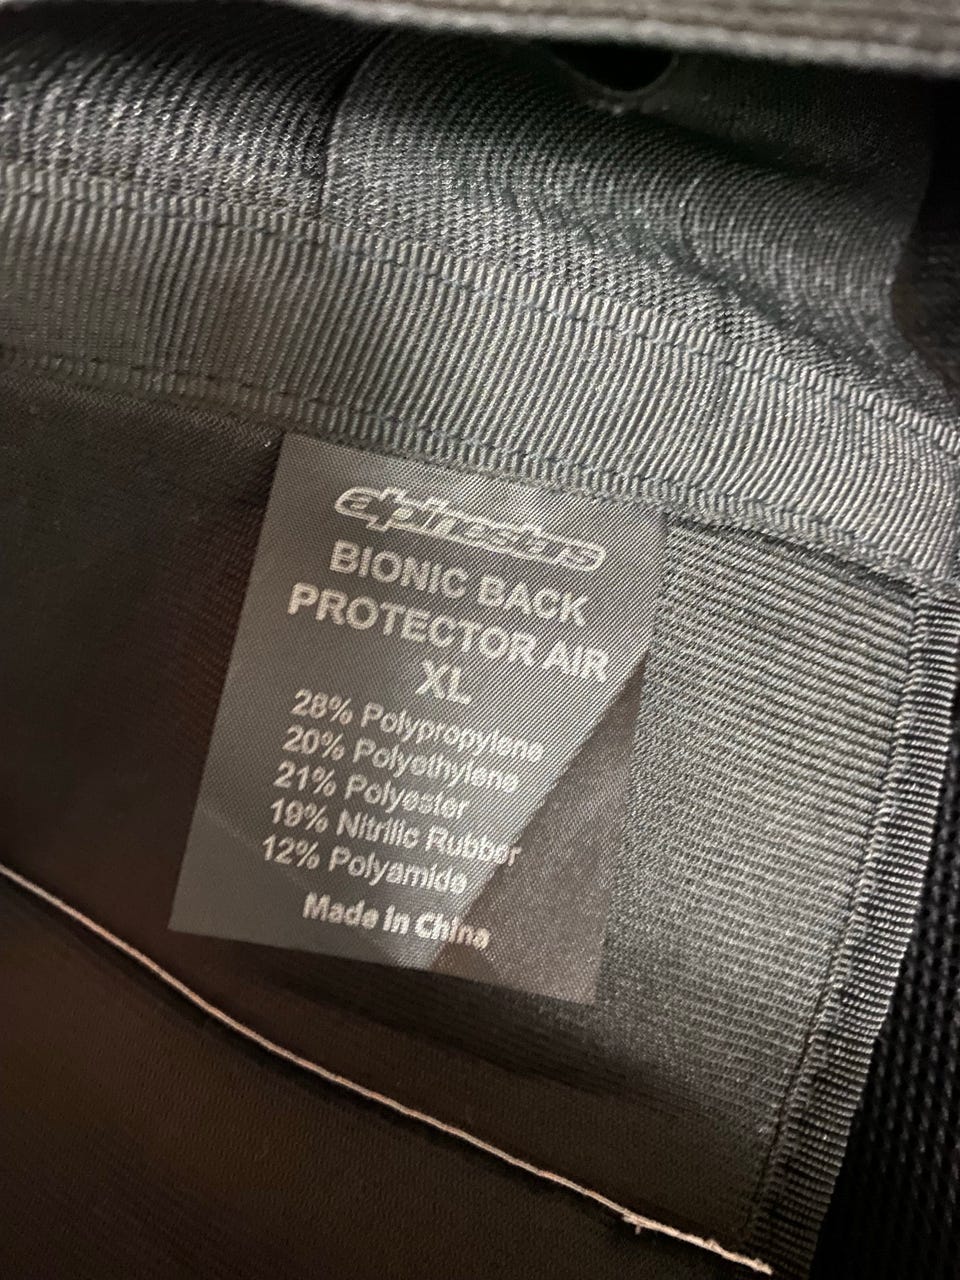 alpinestars
BIONIC BACK
PROTECTOR AIR
XL
28% Polypropylene
20% Polyethylene
21% Polyester
19% Nitrilic Rubber
12% Polyamide
Made in China